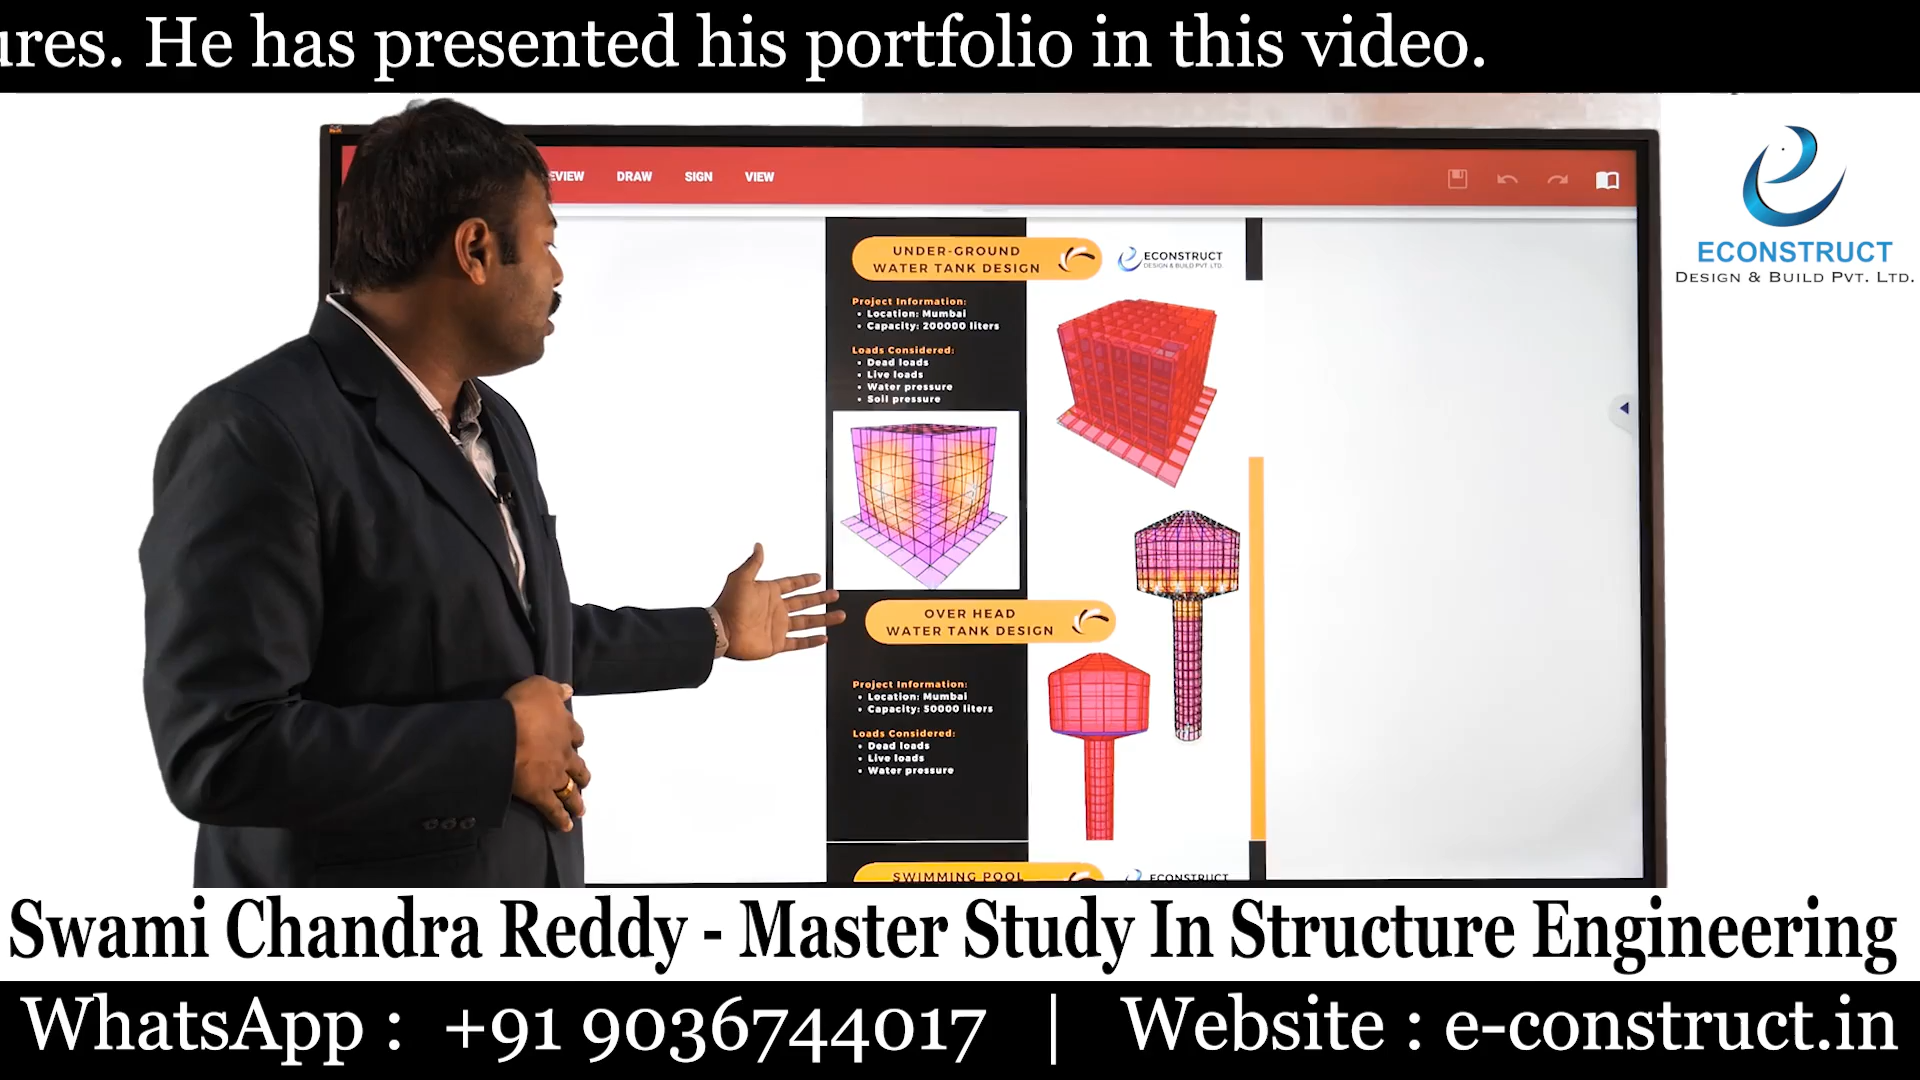 ures. He has presented his portfolio in this video.
EVIEW DRAW SIGN VIEW
ECONSTRUCT
DESIGN & BUILD PVT. LTD.
UNDER-GROUND
WATER TANK DESIGN
ECONSTRUCT
DESIGN & BUILD PVT. LTD.
Project Information:
• Location: Mumbai
• Capacity: 200000 liters
Loads Considered:
• Dead loads
• Live loads
• Water pressure
• Soil pressure
OVER HEAD
WATER TANK DESIGN
Project Information:
• Location: Mumbai
• Capacity: 50000 liters
Loads Considered:
• Dead loads
• Live loads
• Water pressure
SWIMMING POOL
ECONSTRUCT
Swami Chandra Reddy - Master Study In Structure Engineering
WhatsApp : +91 9036744017 | Website : e-construct.in